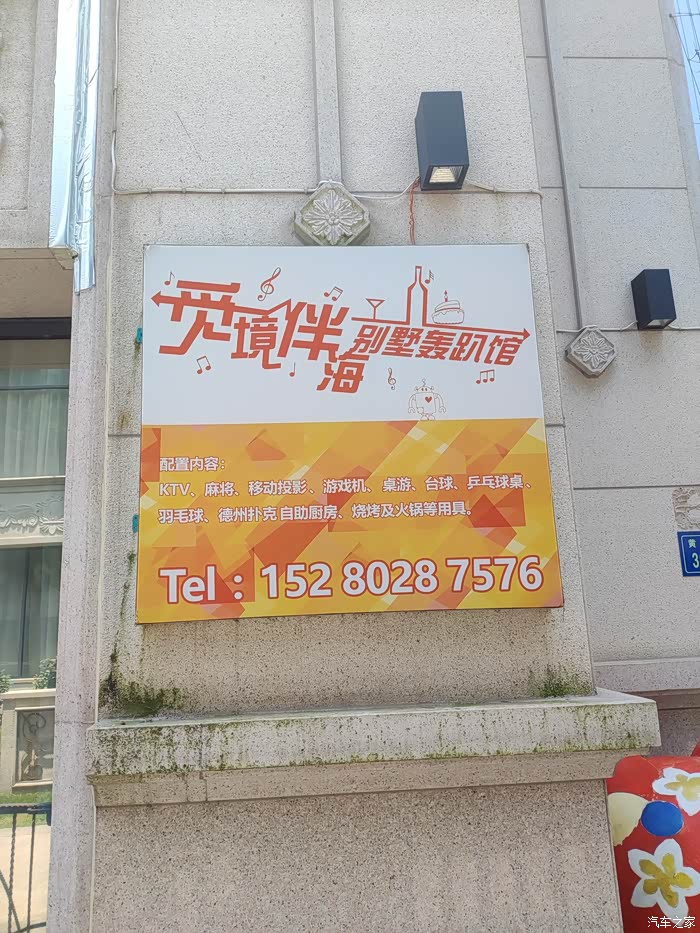 觅境伴海别墅轰趴馆
配置内容：
KTV、麻将、移动投影、游戏机、桌游、台球、乒乓球桌、
羽毛球、德州扑克 自助厨房、烧烤及火锅等用具。
Tel：152 8028 7576
黄
3
汽车之家